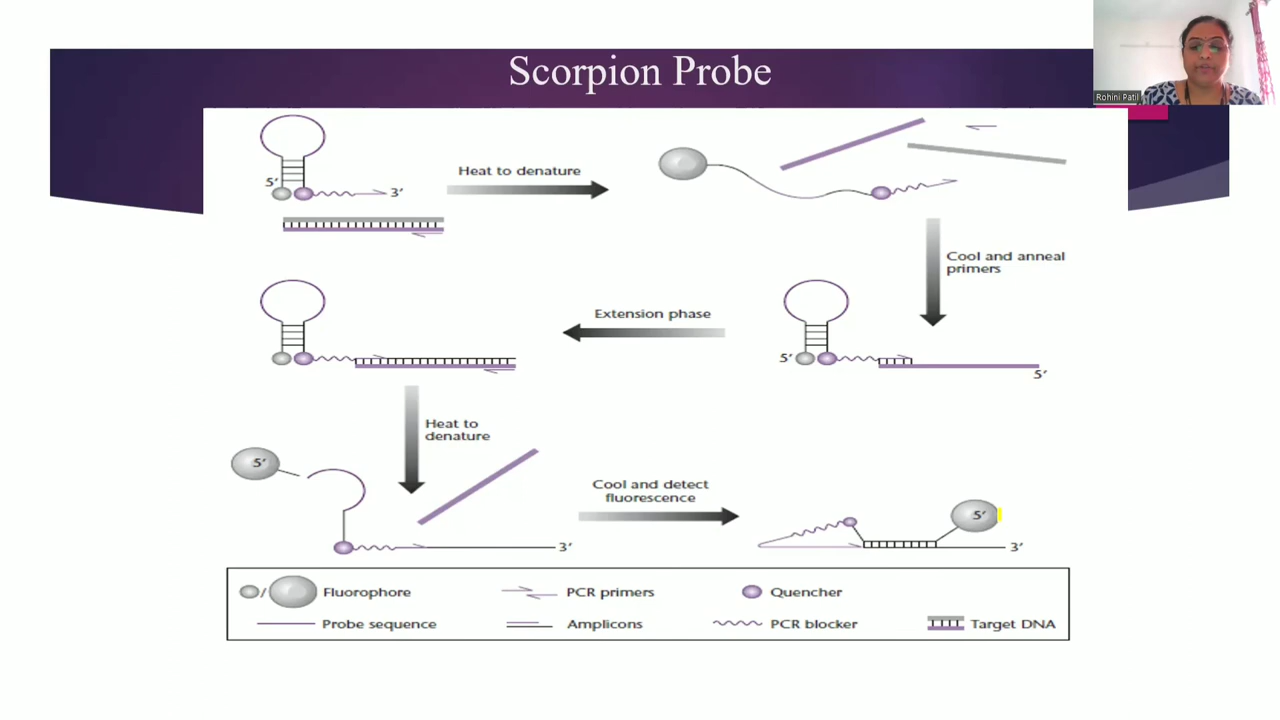 Scorpion Probe
Rohini Patil
Heat to denature
5′
3′
Cool and anneal
primers
Extension phase
5′
5′
Heat to
denature
5′
Cool and detect
fluorescence
5′
3′
3′
Fluorophore
PCR primers
Quencher
Probe sequence
Amplicons
PCR blocker
Target DNA